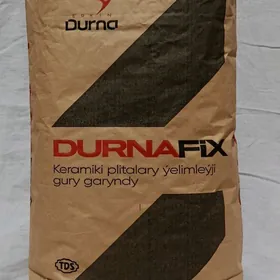 Durna
DURNAFIX
Keramiki plitalary ýelimleýji
gury garyndy
TDS